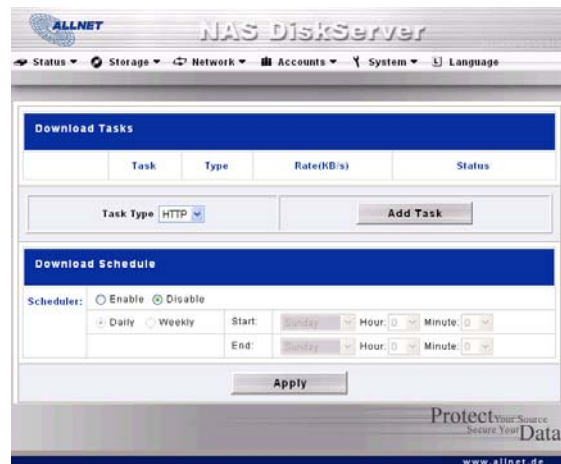 ALLNET NAS DiskServer
Status Storage Network Accounts System Language
Download Tasks
Task Type Rate(KB/s) Status
Task Type HTTP Add Task
Download Schedule
Scheduler: Enable Disable
Daily Weekly Start: Sunday Hour: 0 Minute: 0
End: Sunday Hour: 0 Minute: 0
Apply
Protect Your Source
Secure Your Data
www.allnet.de